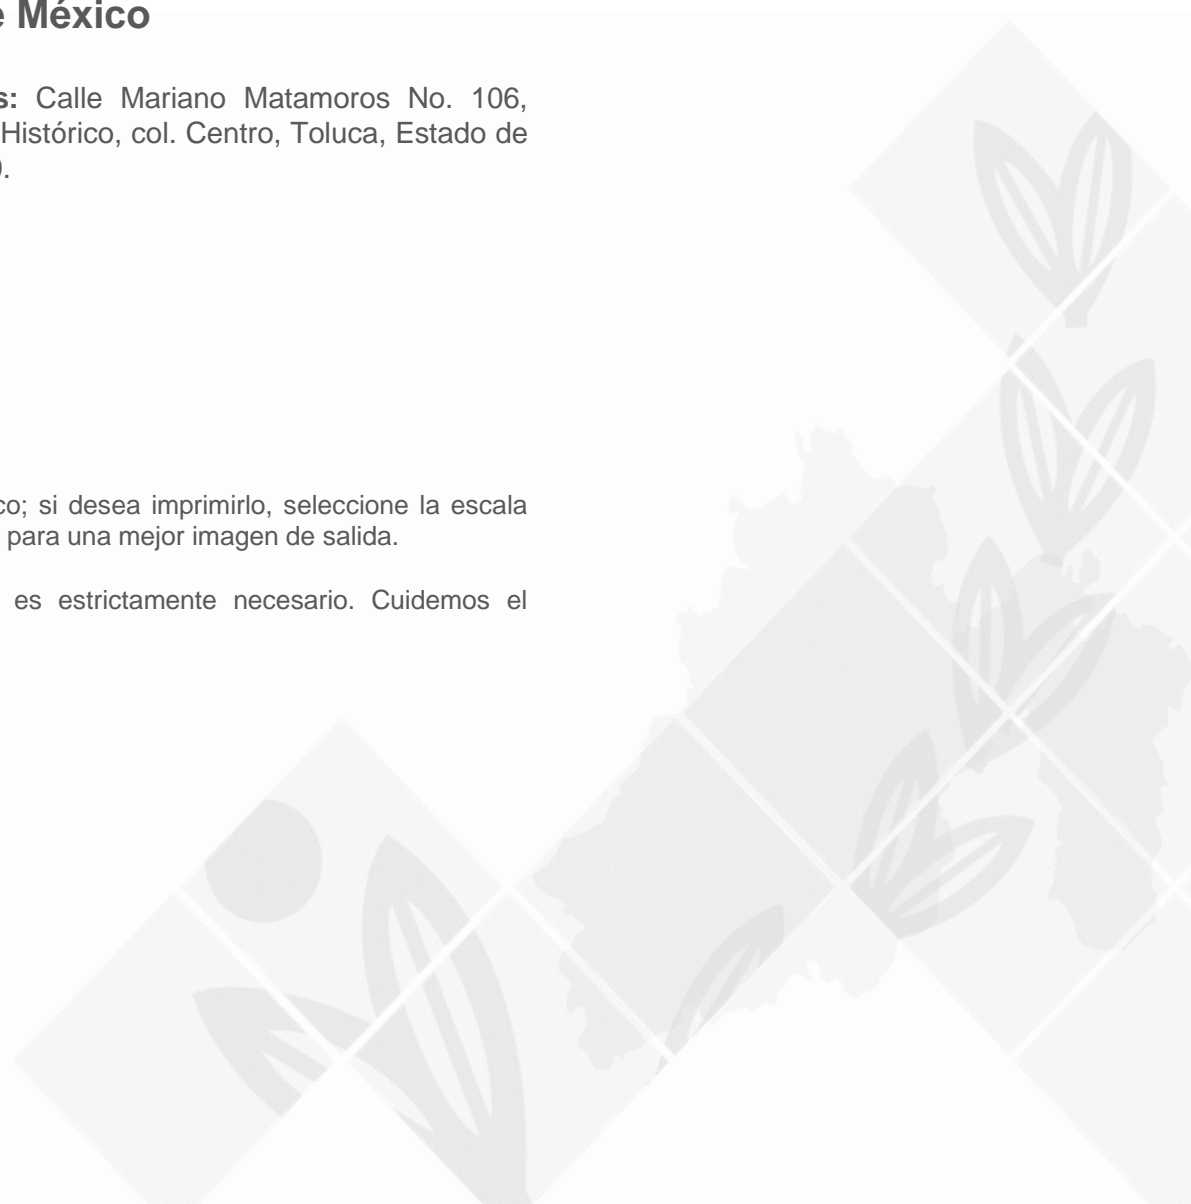 e México
s: Calle Mariano Matamoros No. 106,
Histórico, col. Centro, Toluca, Estado de
).
co; si desea imprimirlo, seleccione la escala
para una mejor imagen de salida.
es estrictamente necesario. Cuidemos el